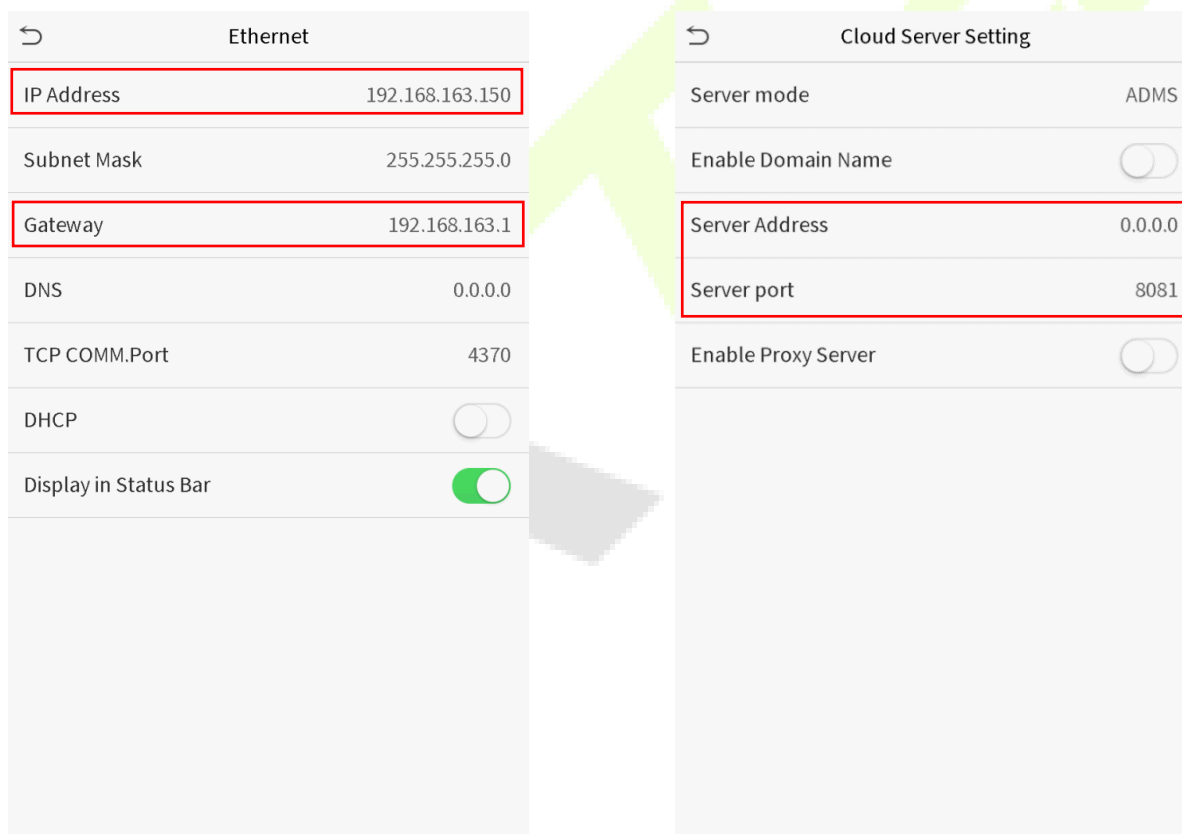 Ethernet
IP Address 192.168.163.150
Subnet Mask 255.255.255.0
Gateway 192.168.163.1
DNS 0.0.0.0
TCP COMM.Port 4370
DHCP
Display in Status Bar
Cloud Server Setting
Server mode ADMS
Enable Domain Name
Server Address 0.0.0.0
Server port 8081
Enable Proxy Server